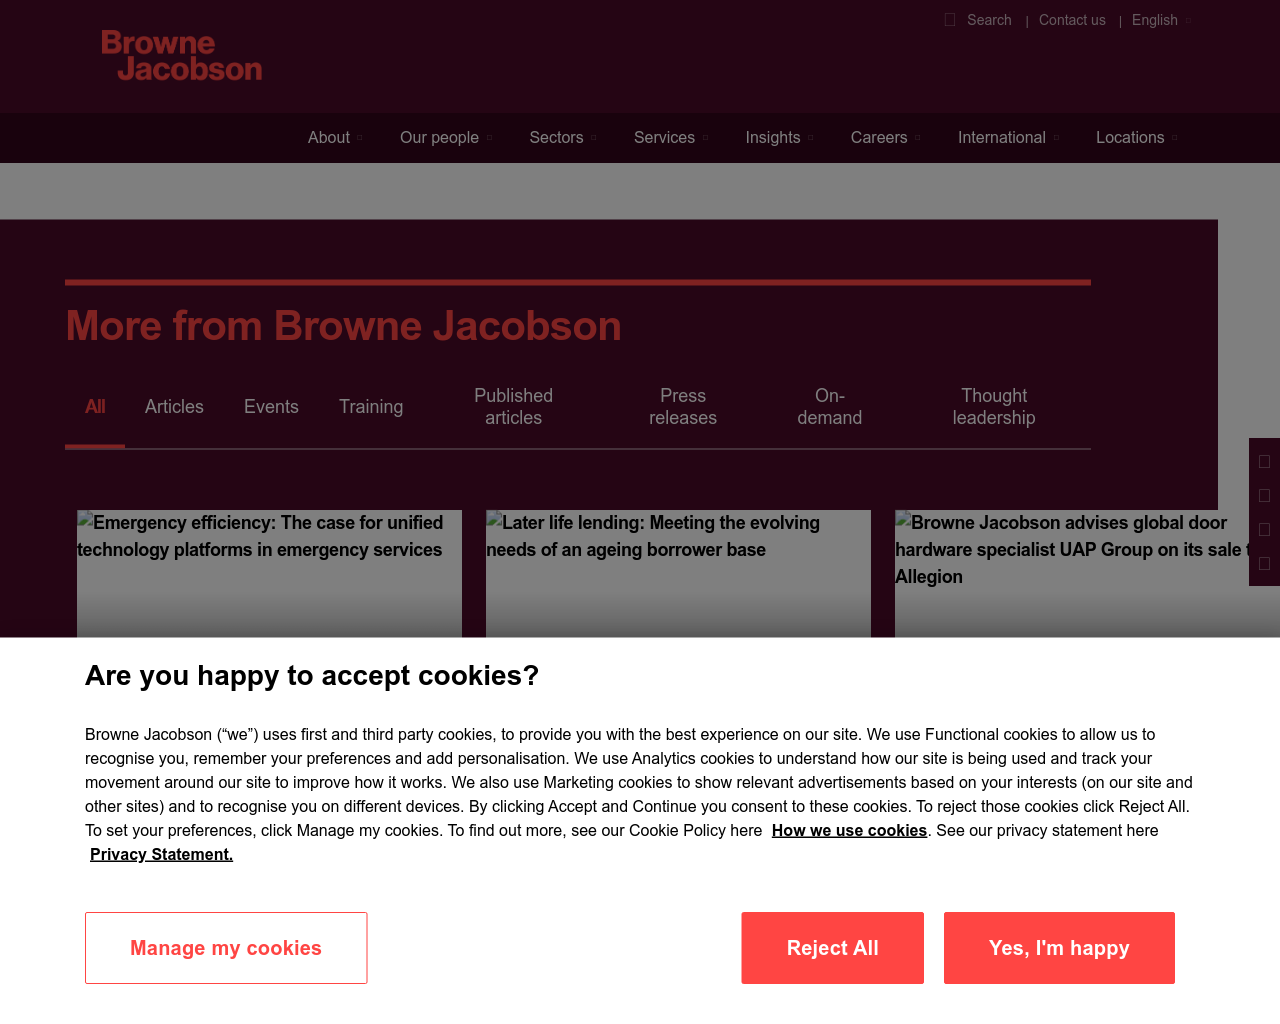 Search | Contact us | English
Browne
Jacobson
About Our people Sectors Services Insights Careers International Locations
More from Browne Jacobson
All Articles Events Training Published articles Press releases On-demand Thought leadership
Emergency efficiency: The case for unified
technology platforms in emergency services
Later life lending: Meeting the evolving
needs of an ageing borrower base
Browne Jacobson advises global door
hardware specialist UAP Group on its sale t
Allegion
Are you happy to accept cookies?
Browne Jacobson (“we”) uses first and third party cookies, to provide you with the best experience on our site. We use Functional cookies to allow us to
recognise you, remember your preferences and add personalisation. We use Analytics cookies to understand how our site is being used and track your
movement around our site to improve how it works. We also use Marketing cookies to show relevant advertisements based on your interests (on our site and
other sites) and to recognise you on different devices. By clicking Accept and Continue you consent to these cookies. To reject those cookies click Reject All.
To set your preferences, click Manage my cookies. To find out more, see our Cookie Policy here How we use cookies. See our privacy statement here
Privacy Statement.
Manage my cookies Reject All Yes, I'm happy